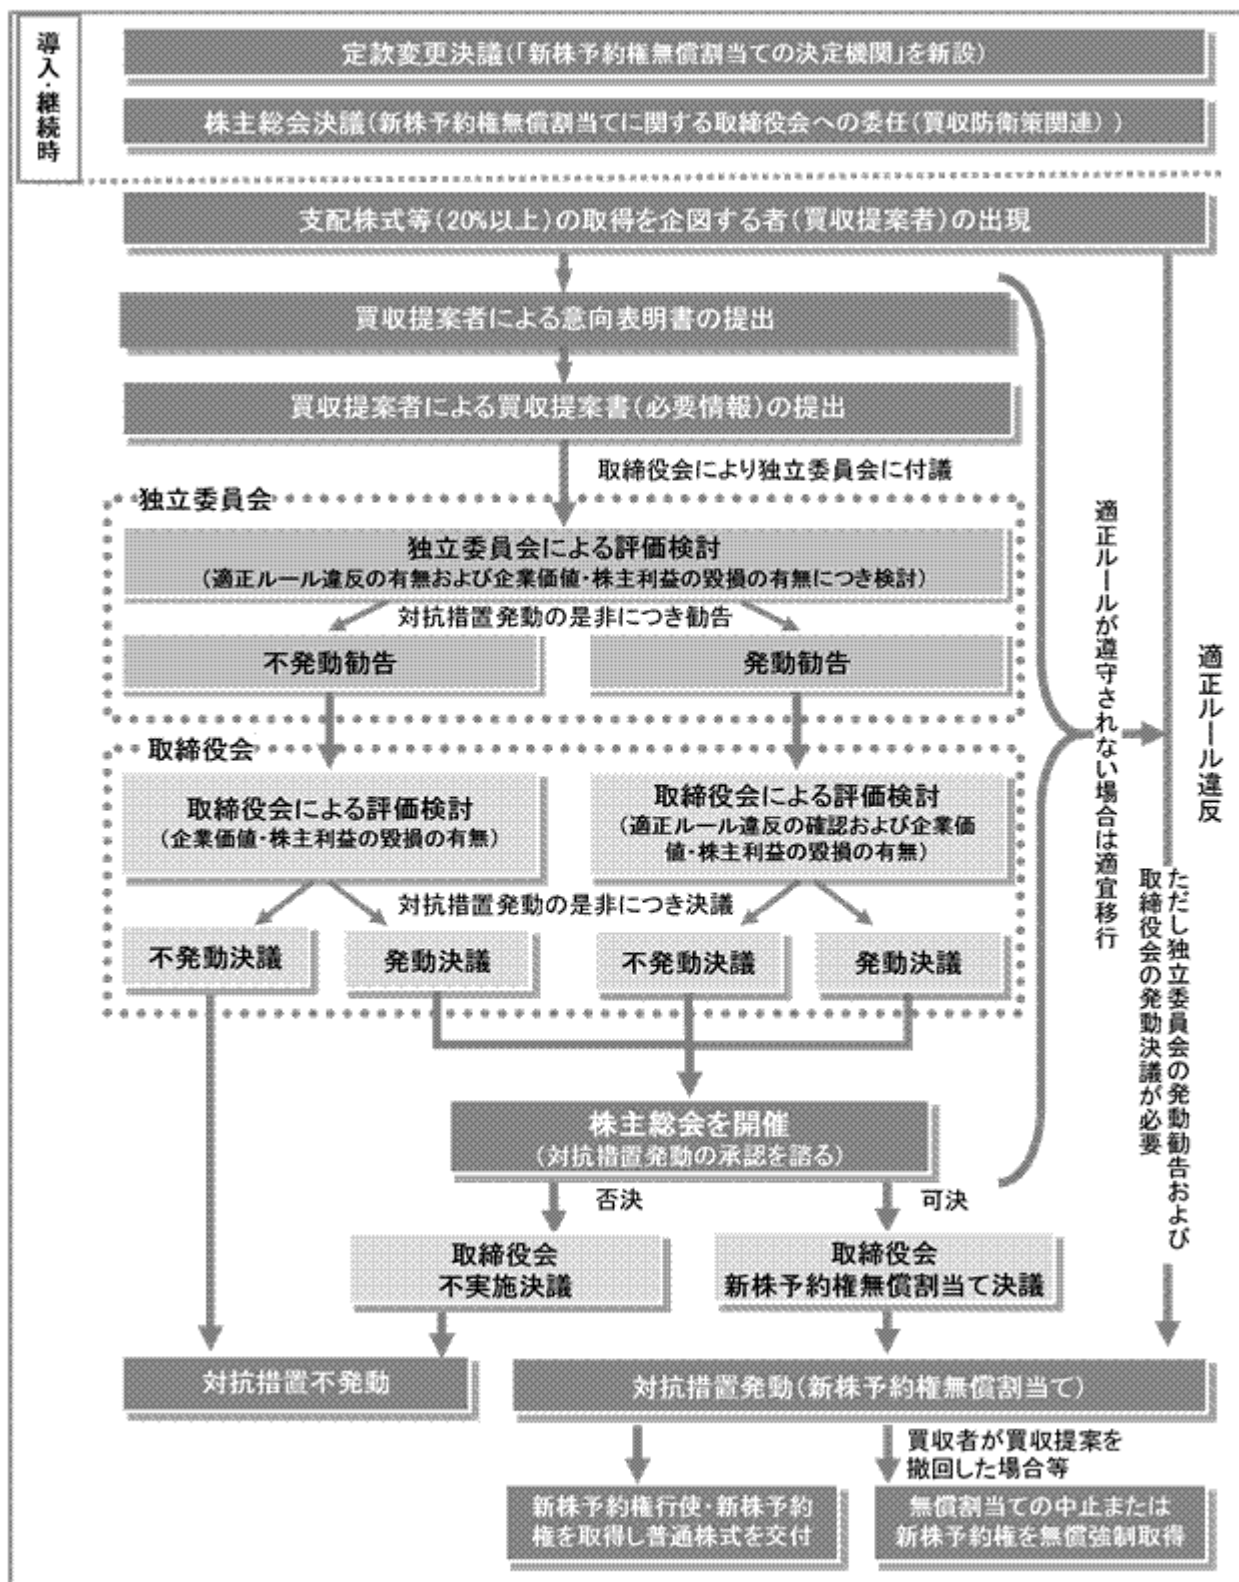 導入・継続時
定款変更決議(「新株予約権無償割当ての決定機関」を新設)
株主総会決議(新株予約権無償割当てに関する取締役会への委任(買収防衛策関連))
支配株式等(20%以上)の取得を企図する者(買収提案者)の出現
買収提案者による意向表明書の提出
買収提案者による買収提案書(必要情報)の提出
取締役会により独立委員会に付議
独立委員会
独立委員会による評価検討
(適正ルール違反の有無および企業価値・株主利益の毀損の有無につき検討)
対抗措置発動の是非につき勧告
不発動勧告
発動勧告
取締役会
取締役会による評価検討
(企業価値・株主利益の毀損の有無)
取締役会による評価検討
(適正ルール違反の確認および企業価
値・株主利益の毀損の有無)
対抗措置発動の是非につき決議
不発動決議
発動決議
不発動決議
発動決議
適正ルールが遵守されない場合は適宜移行
適正ルール違反
ただし独立委員会の発動勧告および
取締役会の発動決議が必要
株主総会を開催
(対抗措置発動の承認を諮る)
否決
可決
取締役会
不実施決議
取締役会
新株予約権無償割当て決議
対抗措置不発動
対抗措置発動(新株予約権無償割当て)
買収者が買収提案を
撤回した場合等
新株予約権行使・新株予約
権を取得し普通株式を交付
無償割当ての中止または
新株予約権を無償強制取得